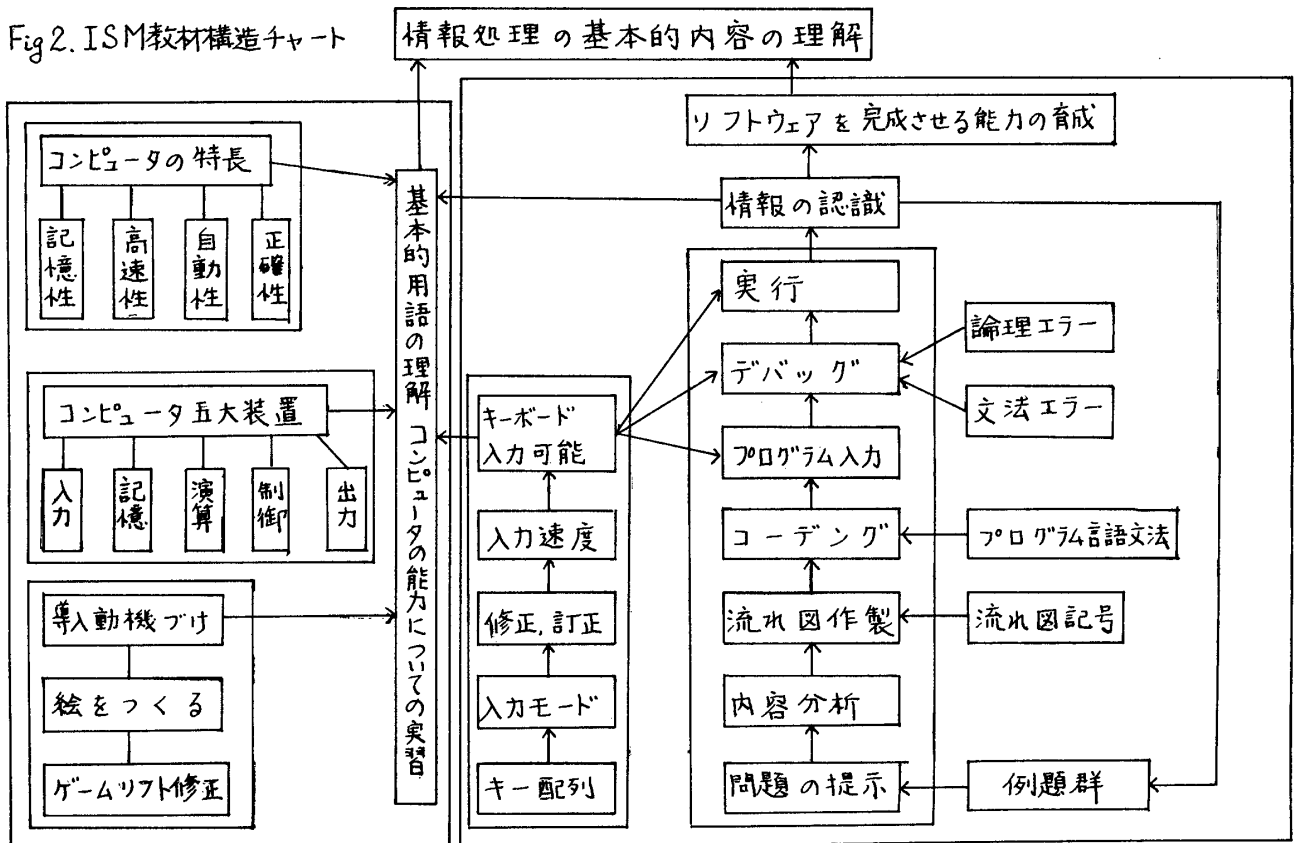 Fig 2. ISM教材構造チャート
情報処理の基本的内容の理解
ソフトウェアを完成させる能力の育成
コンピュータの特長
記憶性
高速性
自動性
正確性
コンピュータ五大装置
入力
記憶
演算
制御
出力
導入動機づけ
絵をつくる
ゲームソフト修正
基本的用語の理解 コンピュータの能力についての実習
キーボード
入力可能
入力速度
修正,訂正
入力モード
キー配列
情報の認識
実行
デバッグ
プログラム入力
コーデング
流れ図作製
内容分析
問題の提示
論理エラー
文法エラー
プログラム言語文法
流れ図記号
例題群